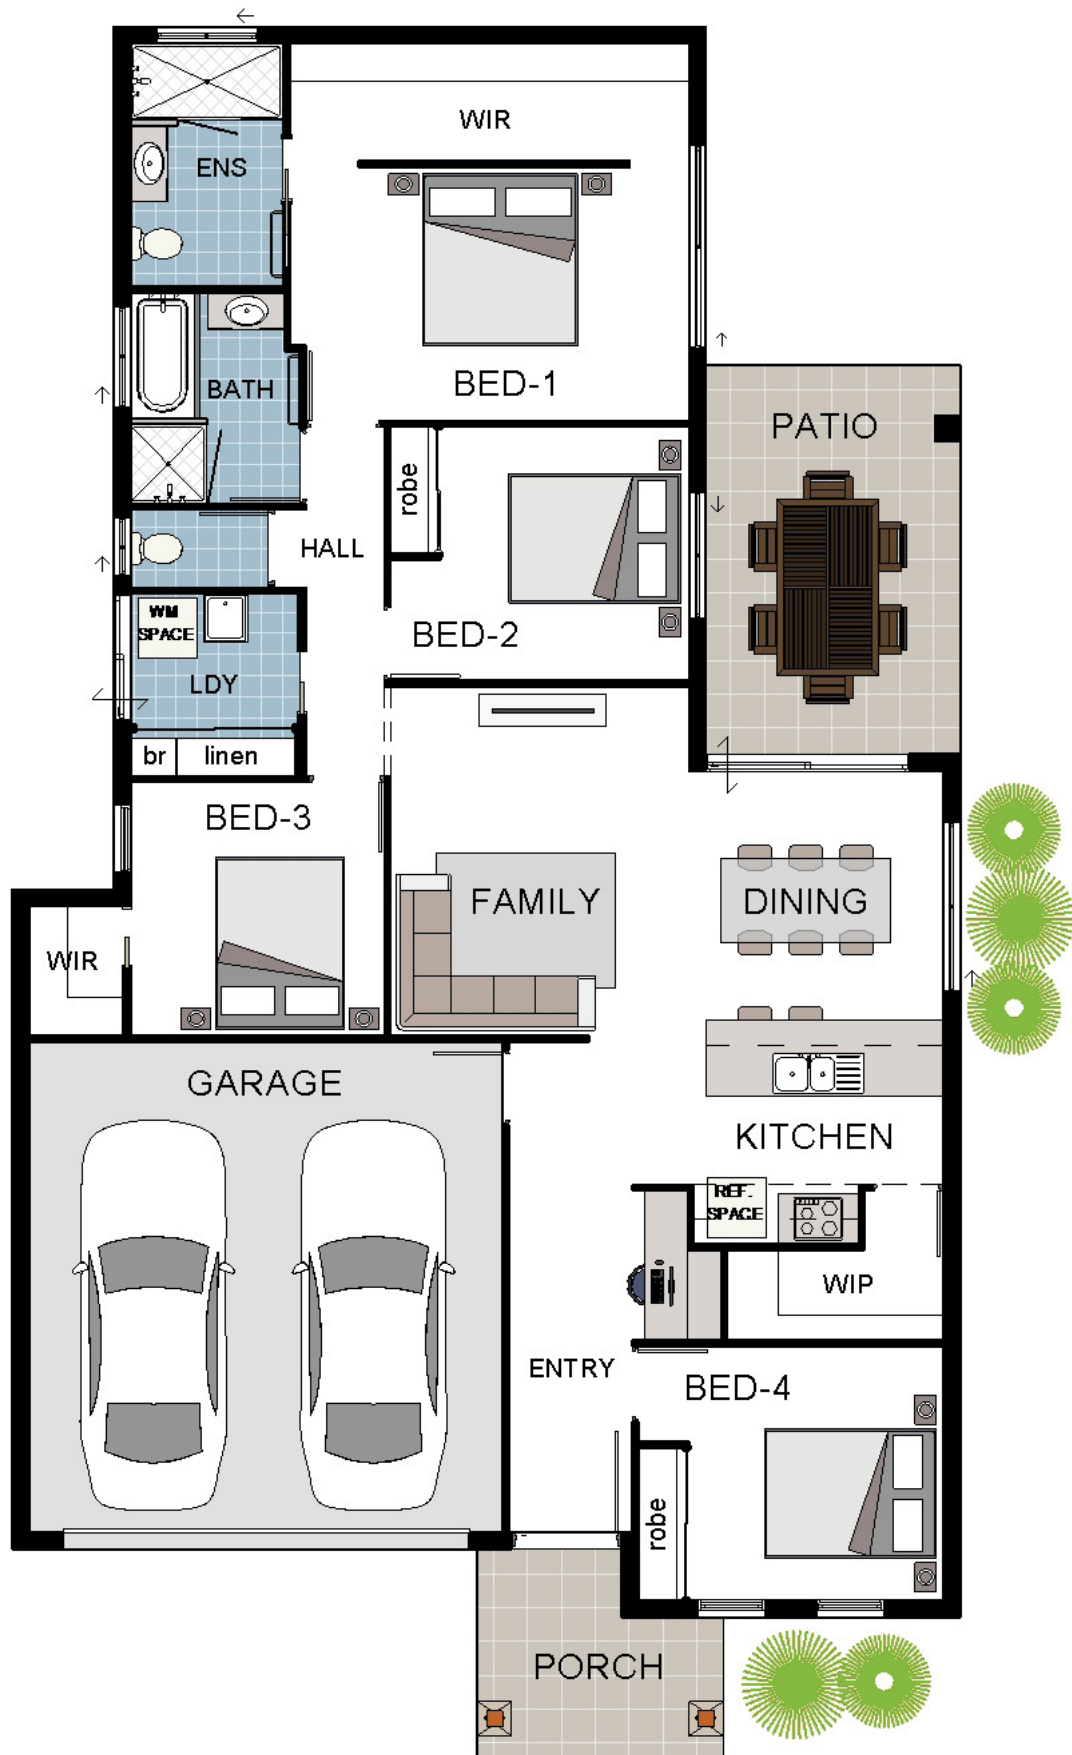 WIR
ENS
BED-1
BATH
PATIO
robe
HALL
WM
SPACE
BED-2
LDY
br
linen
BED-3
FAMILY
DINING
WIR
GARAGE
KITCHEN
REF.
SPACE
WIP
ENTRY
BED-4
robe
PORCH